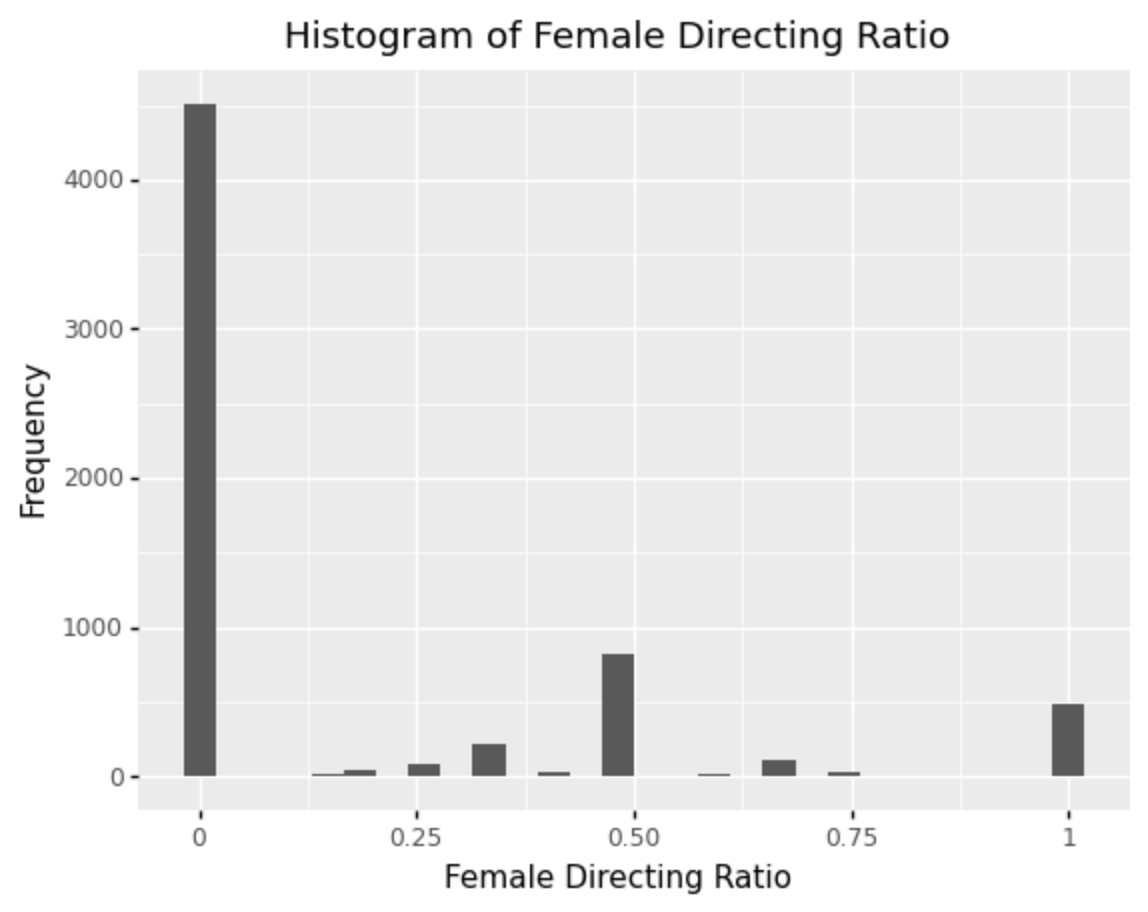 Histogram of Female Directing Ratio
4000
3000
2000
1000
0
Frequency
0 0.25 0.50 0.75 1
Female Directing Ratio